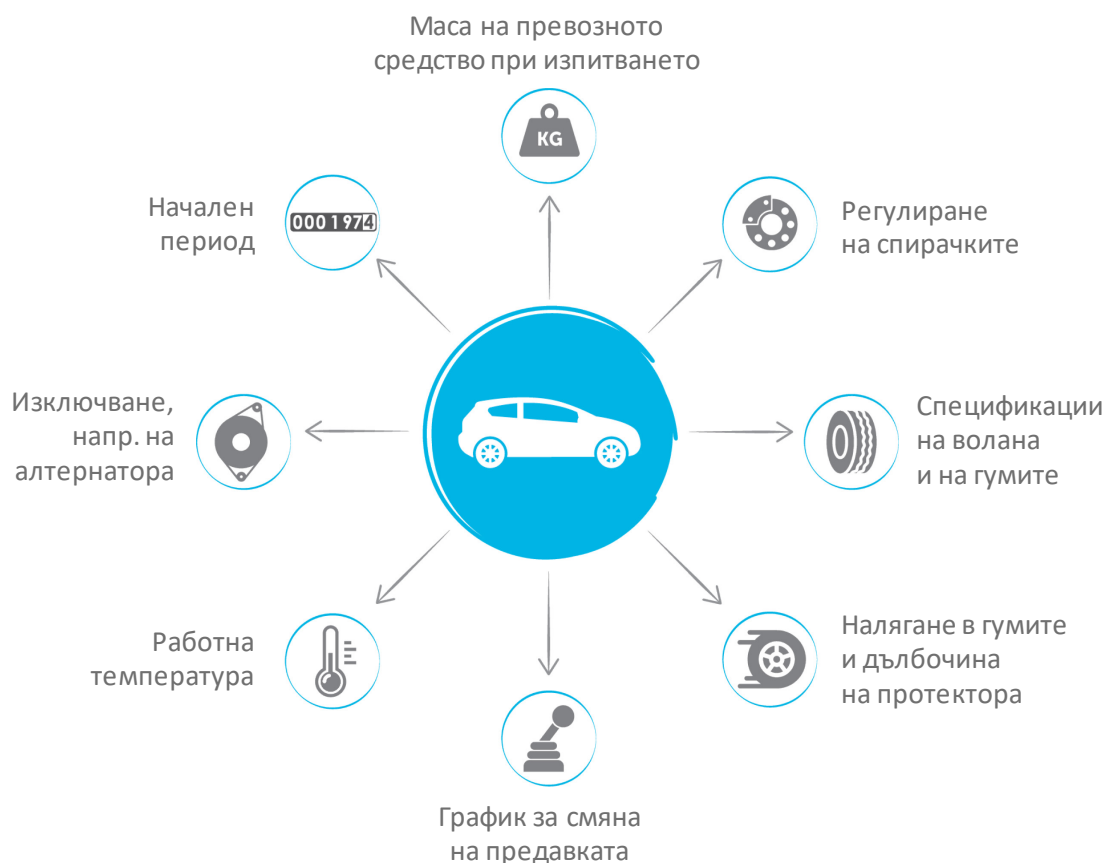 Маса на превозното
средство при изпитването
KG
Начален
период
0001974
Регулиране
на спирачките
Изключване,
напр. на
алтернатора
Спецификации
на волана
и на гумите
Работна
температура
Налягане в гумите
и дълбочина
на протектора
График за смяна
на предавката